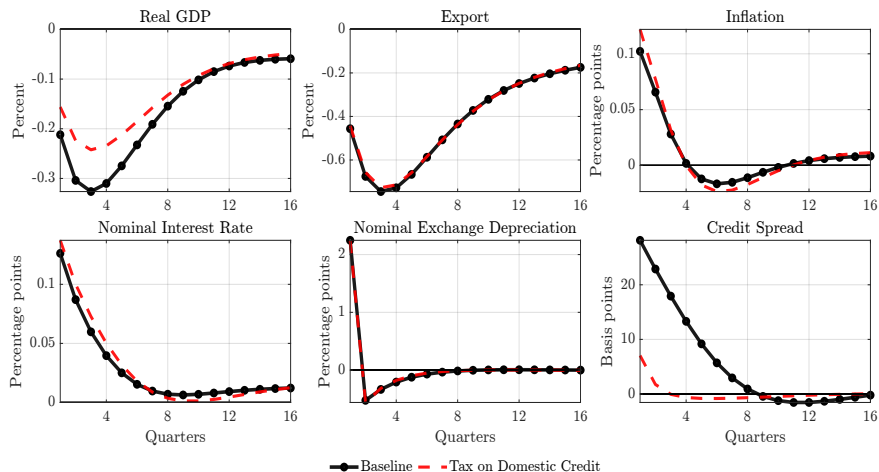 Real GDP
Export
Inflation
0
-0.1
-0.2
-0.3
Percent
4
8
12
16
0
-0.2
-0.4
-0.6
Percent
4
8
12
16
0.1
0.05
0
Percentage points
4
8
12
16
Nominal Interest Rate
Nominal Exchange Depreciation
Credit Spread
0.1
0.05
0
Percentage points
4
8
12
16
Quarters
2
1
0
Percentage points
4
8
12
16
Quarters
20
10
0
Basis points
4
8
12
16
Quarters
Baseline
Tax on Domestic Credit